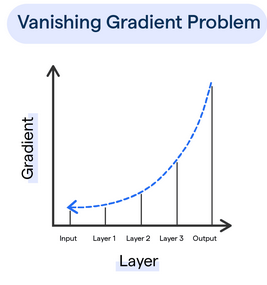 Vanishing Gradient Problem
Gradient
Input Layer 1 Layer 2 Layer 3 Output
Layer